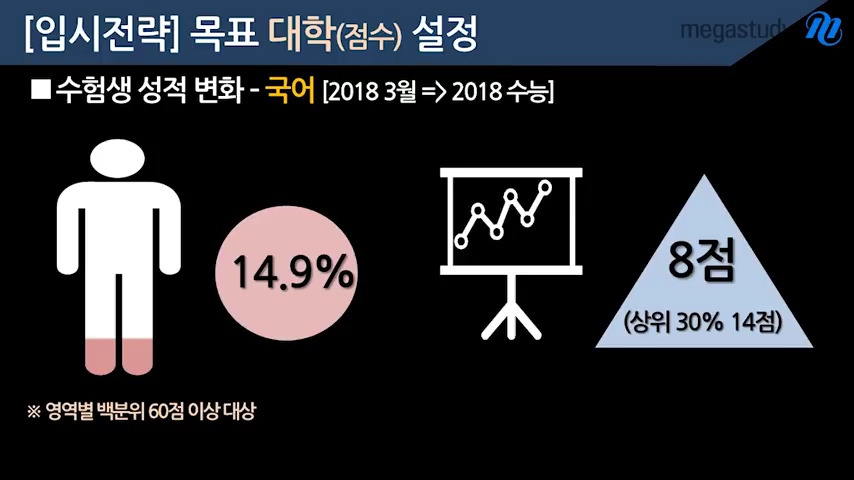 [입시전략] 목표 대학(점수) 설정
megastudy
■ 수험생 성적 변화 - 국어 [2018 3월 => 2018 수능]
14.9%
8점
(상위 30% 14점)
※ 영역별 백분위 60점 이상 대상